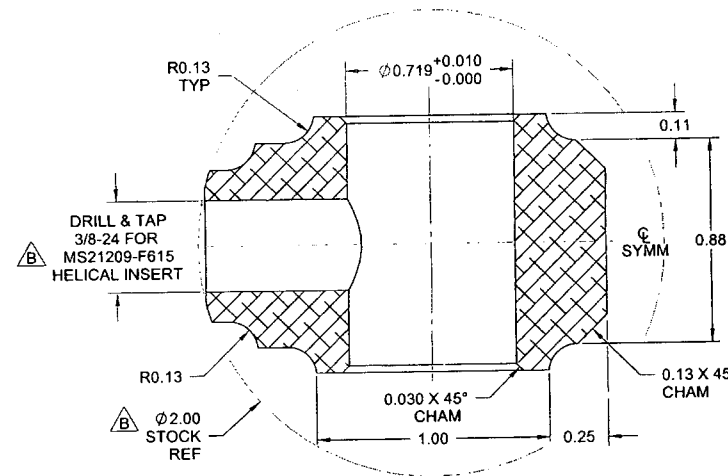 R0.13
TYP
Ø0.719 +0.010
-0.000
0.11
DRILL & TAP
3/8-24 FOR
MS21209-F615
HELICAL INSERT
B
℄
SYMM
0.88
R0.13
0.030 X 45°
CHAM
0.13 X 45
CHAM
B
Ø2.00
STOCK
REF
1.00
0.25